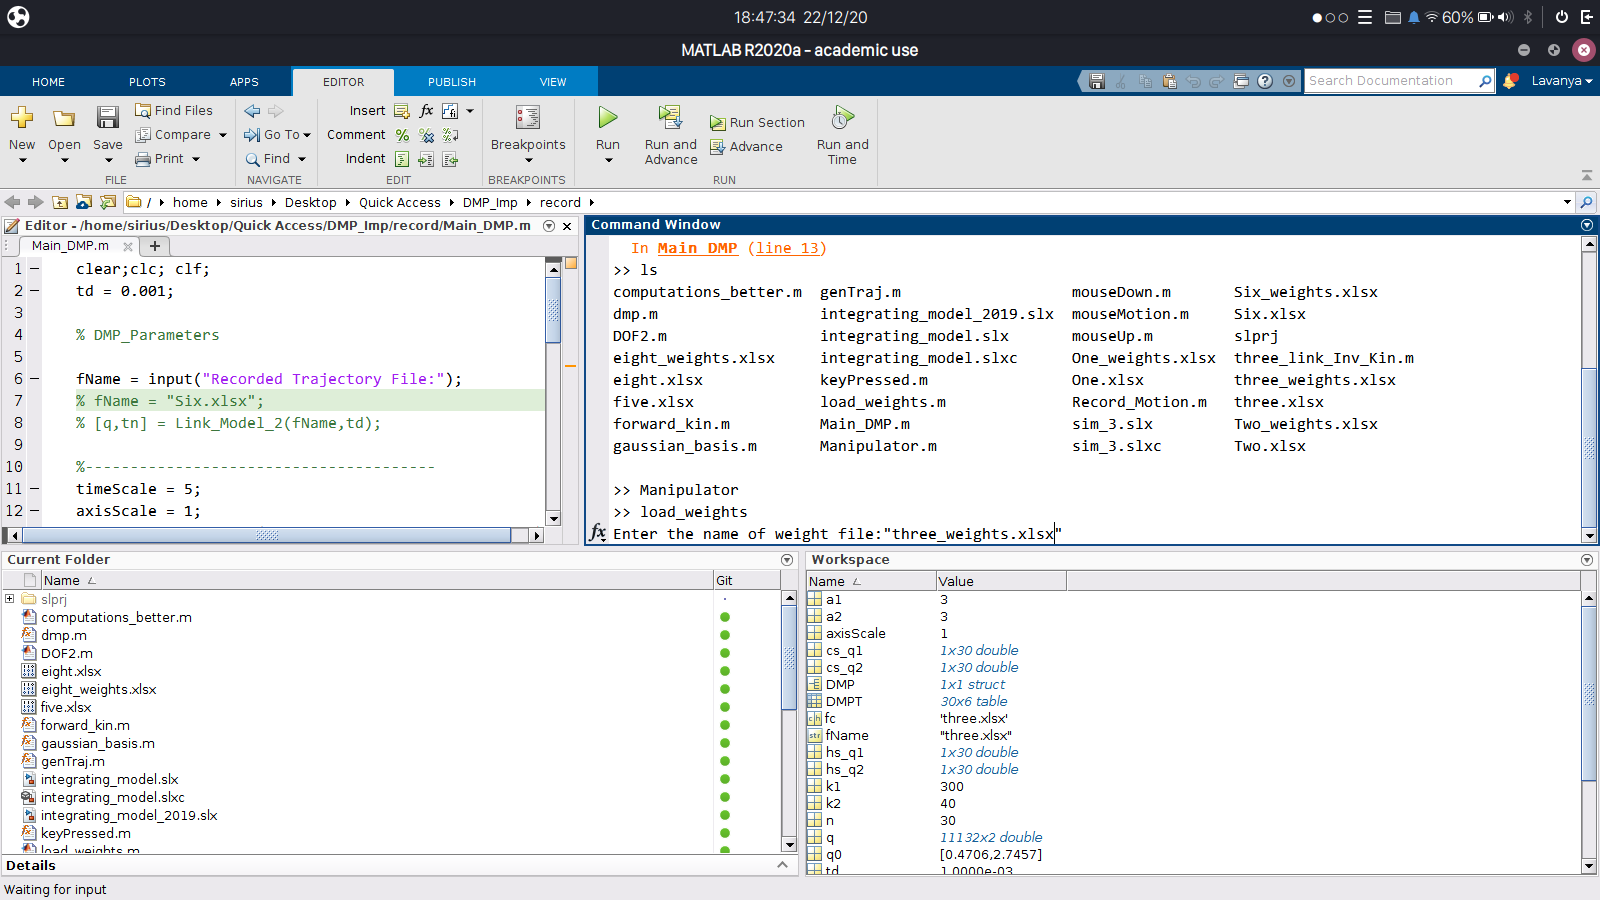 18:47:34 22/12/20
60%
MATLAB R2020a - academic use
HOME PLOTS APPS EDITOR PUBLISH VIEW
Search Documentation
Lavanya
New
Open
Save
Find Files
Compare
Print
FILE
Go To
Find
NAVIGATE
Insert
Comment
Indent
EDIT
Breakpoints
BREAKPOINTS
Run
Run and Advance
Run Section
Advance
Run and Time
RUN
/ home sirius Desktop Quick Access DMP_Imp record
Editor - /home/sirius/Desktop/Quick Access/DMP_Imp/record/Main_DMP.m
Main_DMP.m
1 clear;clc; clf;
2 td = 0.001;
3
4 % DMP_Parameters
5
6 fName = input("Recorded Trajectory File:");
7 % fName = "Six.xlsx";
8 % [q,tn] = Link_Model_2(fName,td);
9
10 %---------------------------------------
11 timeScale = 5;
12 axisScale = 1;
Command Window
In Main_DMP (line 13)
>> ls
computations_better.m genTraj.m mouseDown.m Six_weights.xlsx
dmp.m integrating_model_2019.slx mouseMotion.m Six.xlsx
DOF2.m integrating_model.slx mouseUp.m slprj
eight_weights.xlsx integrating_model.slxc One_weights.xlsx three_link_Inv_Kin.m
eight.xlsx keyPressed.m One.xlsx three_weights.xlsx
five.xlsx load_weights.m Record_Motion.m three.xlsx
forward_kin.m Main_DMP.m sim_3.slx Two_weights.xlsx
gaussian_basis.m Manipulator.m sim_3.slxc Two.xlsx
>> Manipulator
>> load_weights
fx Enter the name of weight file:"three_weights.xlsx"
Current Folder
Name Git
slprj
computations_better.m
dmp.m
DOF2.m
eight.xlsx
eight_weights.xlsx
five.xlsx
forward_kin.m
gaussian_basis.m
genTraj.m
integrating_model.slx
integrating_model.slxc
integrating_model_2019.slx
keyPressed.m
load_weights.m
Details
Waiting for input
Workspace
Name Value
a1 3
a2 3
axisScale 1
cs_q1 1x30 double
cs_q2 1x30 double
DMP 1x1 struct
DMPT 30x6 table
fc 'three.xlsx'
fName "three.xlsx"
hs_q1 1x30 double
hs_q2 1x30 double
k1 300
k2 40
n 30
q 11132x2 double
q0 [0.4706,2.7457]
td 1.0000e-03